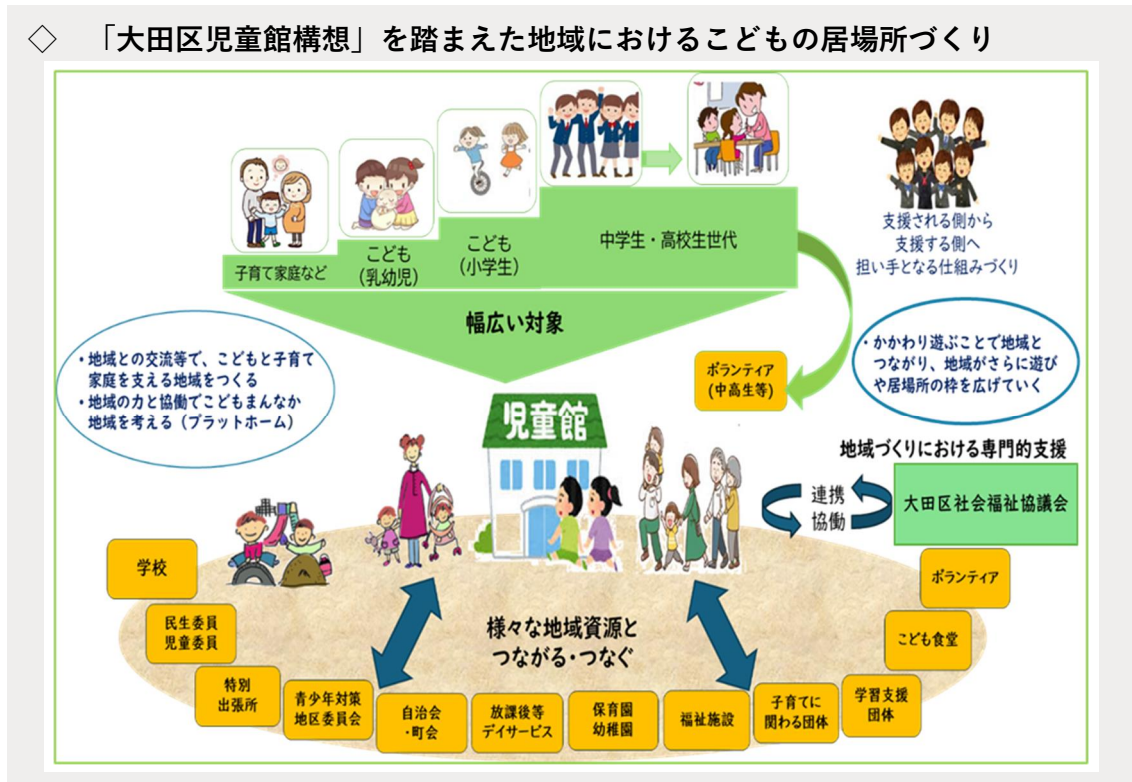 ◇ 「大田区児童館構想」を踏まえた地域におけるこどもの居場所づくり
子育て家庭など
こども
(乳幼児)
こども
(小学生)
中学生・高校生世代
支援される側から
支援する側へ
担い手となる仕組みづくり
幅広い対象
・地域との交流等で、こどもと子育て
家庭を支える地域をつくる
・地域の力と協働でこどもまんなか
地域を考える（プラットホーム）
ボランティア
(中高生等)
・かかわり遊ぶことで地域と
つながり、地域がさらに遊び
や居場所の枠を広げていく
児童館
地域づくりにおける専門的支援
連携
協働
大田区社会福祉協議会
様々な地域資源と
つながる・つなぐ
学校
民生委員
児童委員
特別
出張所
青少年対策
地区委員会
自治会
・町会
放課後等
デイサービス
保育園
幼稚園
福祉施設
子育てに
関わる団体
学習支援
団体
こども食堂
ボランティア